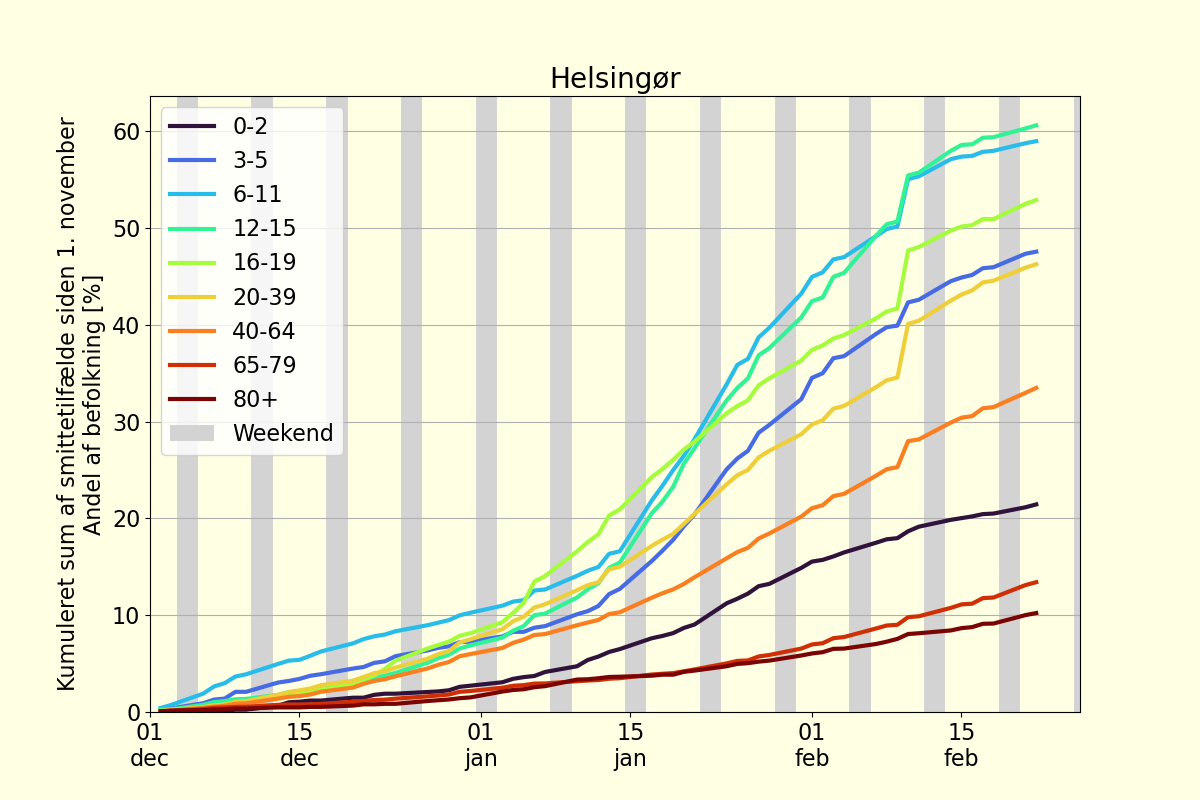 Helsingør
Kumuleret sum af smittetilfælde siden 1. november
Andel af befolkning [%]
60
50
40
30
20
10
0
0-2
3-5
6-11
12-15
16-19
20-39
40-64
65-79
80+
Weekend
01 15 01 15 01 15
dec dec jan jan feb feb